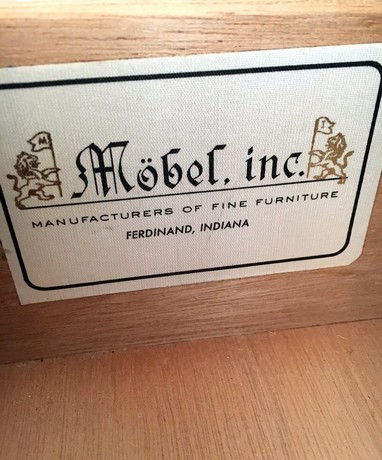 M
I
Möbel, inc.
MANUFACTURERS OF FINE FURNITURE
FERDINAND, INDIANA